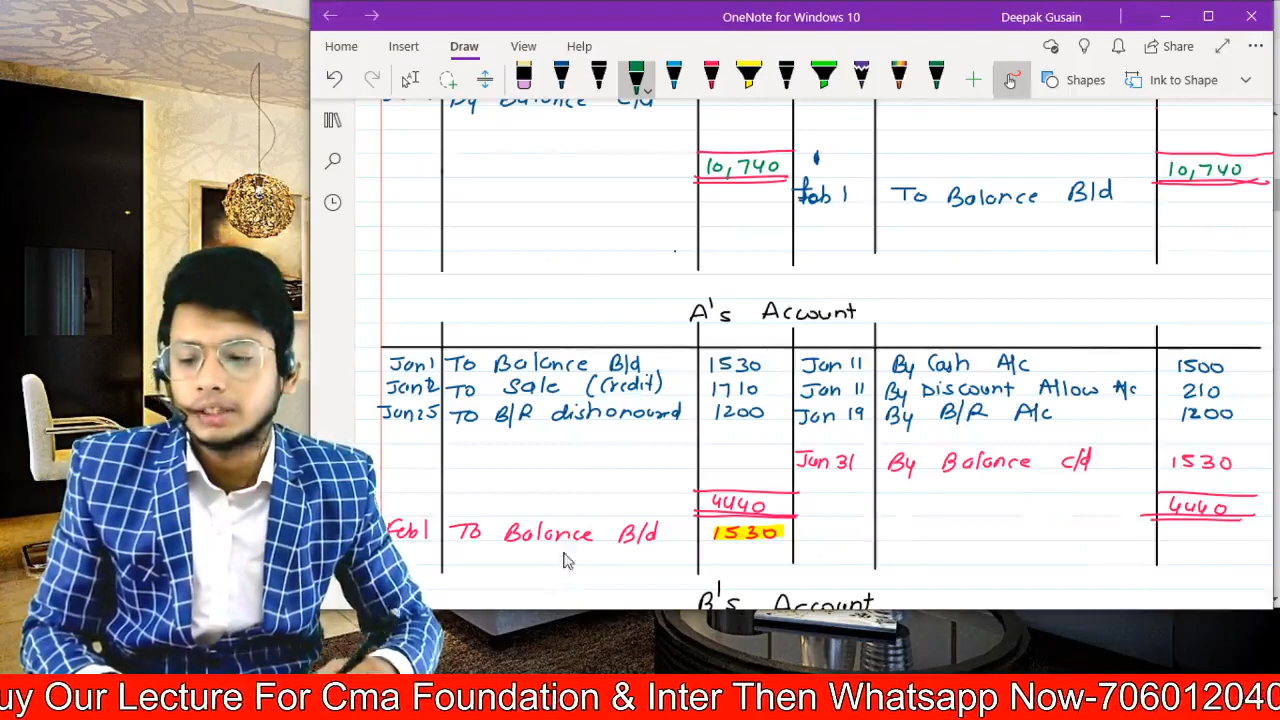 OneNote for Windows 10
Deepak Gusain
Home Insert Draw View Help Share
Shapes Ink to Shape
By Balance c/d
10,740 10,740
Feb 1 To Balance B/d
A's Account
Jan 1 To Balance B/d 1530 Jan 11 By Cash A/c 1500
Jan 2 To Sale (Credit) 1710 Jan 11 By Discount Allow A/c 210
Jan 25 To B/R dishonoured 1200 Jan 19 By B/R A/c 1200
Jan 31 By Balance c/d 1530
4440 4440
Feb 1 To Balance B/d 1530
B's Account
uy Our Lecture For Cma Foundation & Inter Then Whatsapp Now-706012040